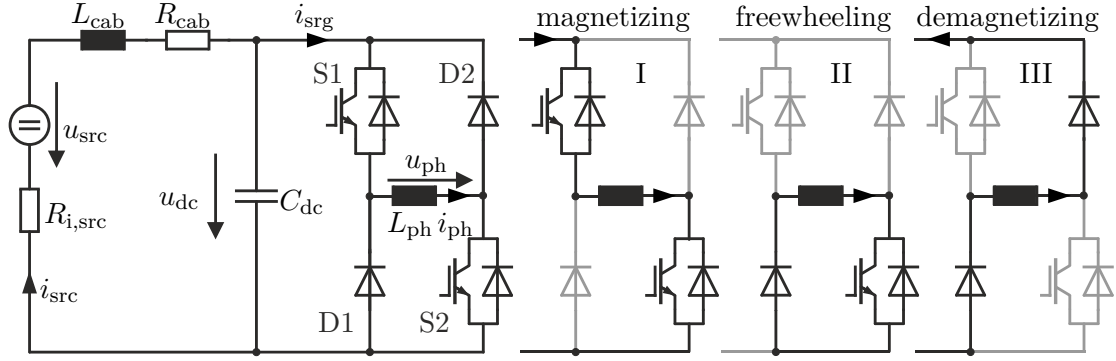 L_cab R_cab i_srg magnetizing freewheeling demagnetizing
S1 D2 I II III
u_src
u_ph
u_dc C_dc
R_i,src L_ph i_ph
i_src
D1 S2